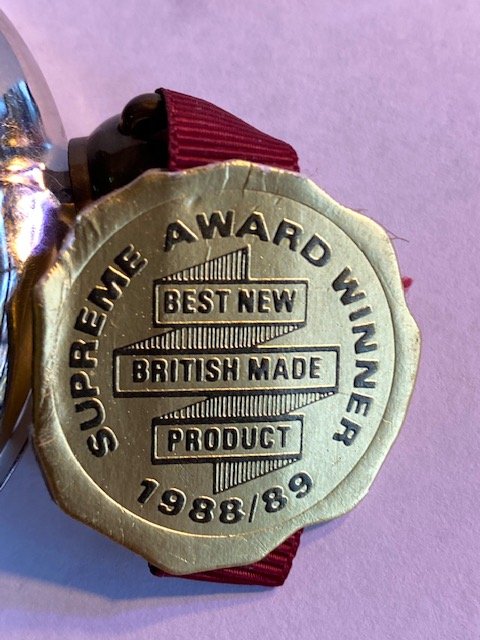 SUPREME AWARD WINNER
BEST NEW
BRITISH MADE
PRODUCT
1988/89